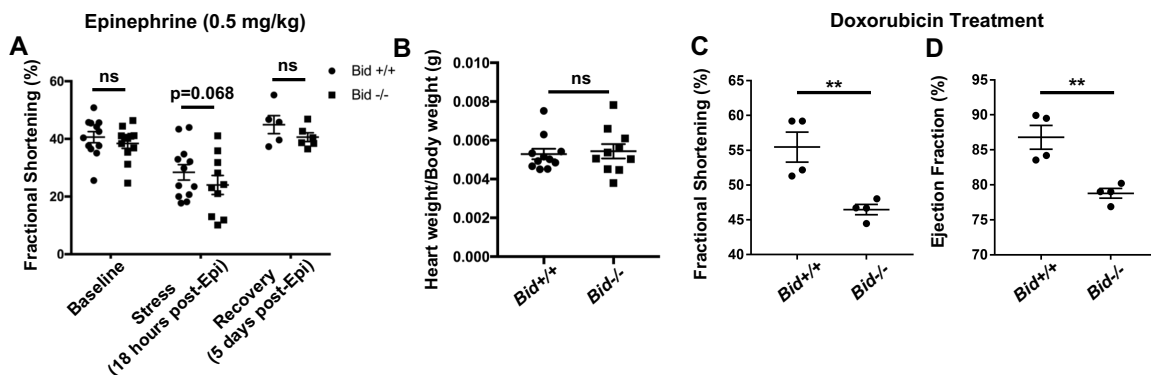 Epinephrine (0.5 mg/kg)
Doxorubicin Treatment
A
Fractional Shortening (%)
60
40
20
0
ns
p=0.068
ns
Bid +/+
Bid -/-
Baseline
Stress
(18 hours post-Epi)
Recovery
(5 days post-Epi)
B
Heart weight/Body weight (g)
0.010
0.008
0.006
0.004
0.002
0.000
ns
Bid+/+
Bid-/-
C
Fractional Shortening (%)
65
60
55
50
45
40
**
Bid+/+
Bid-/-
D
Ejection Fraction (%)
95
90
85
80
75
70
**
Bid+/+
Bid-/-